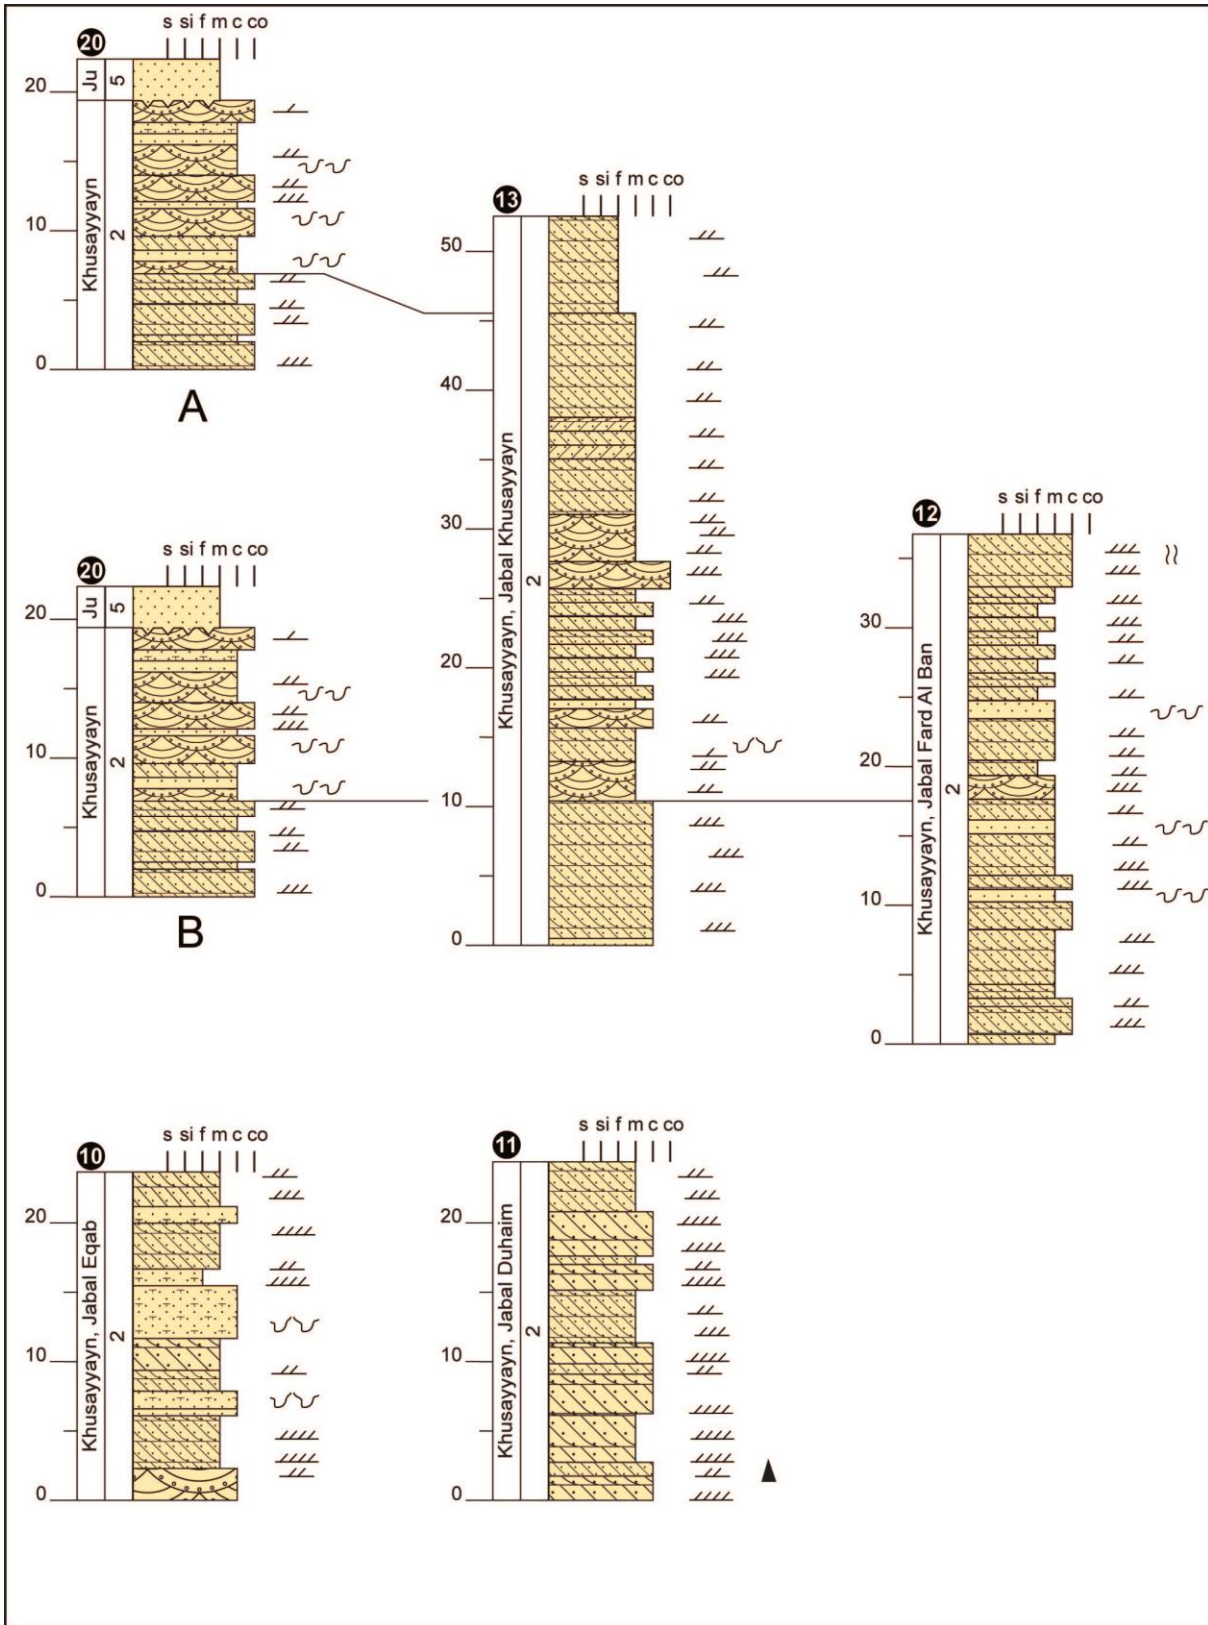 s si f m c co
20
Ju 5
20
10
0
Khusayyayn 2
A
s si f m c co
13
50
40
30
20
10
0
Khusayyayn, Jabal Khusayyayn 2
s si f m c co
20
Ju 5
20
10
0
Khusayyayn 2
B
s si f m c co
12
30
20
10
0
Khusayyayn, Jabal Fard Al Ban 2
s si f m c co
10
20
10
0
Khusayyayn, Jabal Eqab 2
s si f m c co
11
20
10
0
Khusayyayn, Jabal Duhaim 2